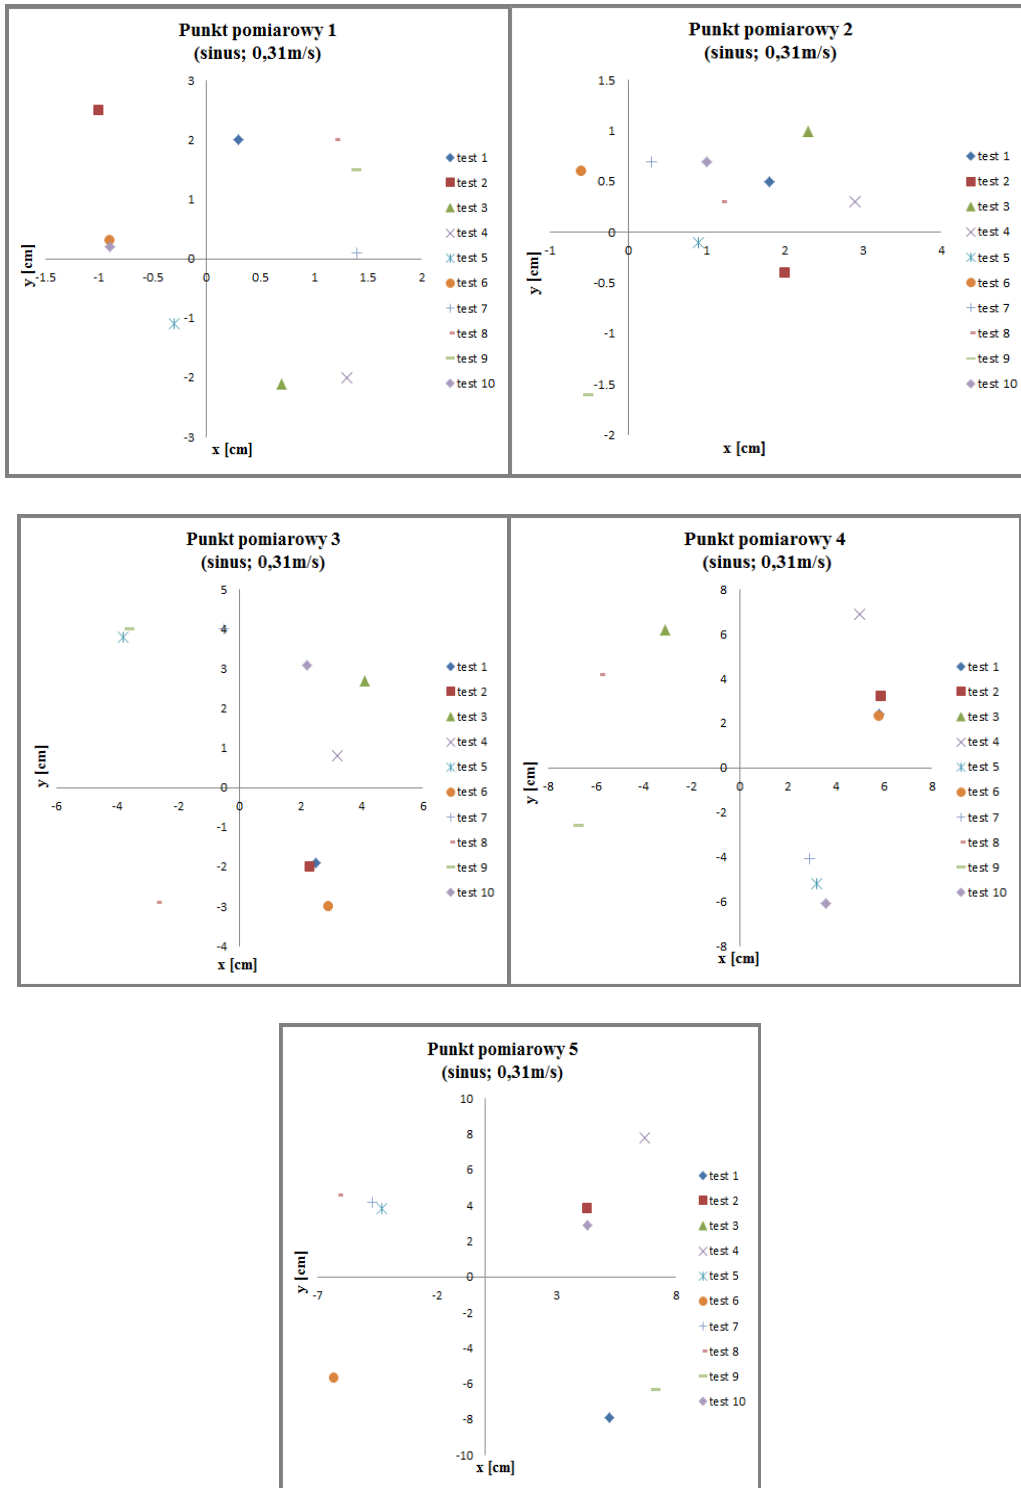 Punkt pomiarowy 1
(sinus; 0,31m/s)
3
2
1
0
-1
-2
-3
-1.5
-1
-0.5
0
0.5
1
1.5
2
y [cm]
x [cm]
test 1
test 2
test 3
test 4
test 5
test 6
test 7
test 8
test 9
test 10
Punkt pomiarowy 2
(sinus; 0,31m/s)
1.5
1
0.5
0
-0.5
-1
-1.5
-2
-1
0
1
2
3
4
y [cm]
x [cm]
test 1
test 2
test 3
test 4
test 5
test 6
test 7
test 8
test 9
test 10
Punkt pomiarowy 3
(sinus; 0,31m/s)
5
4
3
2
1
0
-1
-2
-3
-4
-6
-4
-2
0
2
4
6
y [cm]
x [cm]
test 1
test 2
test 3
test 4
test 5
test 6
test 7
test 8
test 9
test 10
Punkt pomiarowy 4
(sinus; 0,31m/s)
8
6
4
2
0
-2
-4
-6
-8
-8
-6
-4
-2
0
2
4
6
8
y [cm]
x [cm]
test 1
test 2
test 3
test 4
test 5
test 6
test 7
test 8
test 9
test 10
Punkt pomiarowy 5
(sinus; 0,31m/s)
10
8
6
4
2
0
-2
-4
-6
-8
-10
-7
-2
3
8
y [cm]
x [cm]
test 1
test 2
test 3
test 4
test 5
test 6
test 7
test 8
test 9
test 10